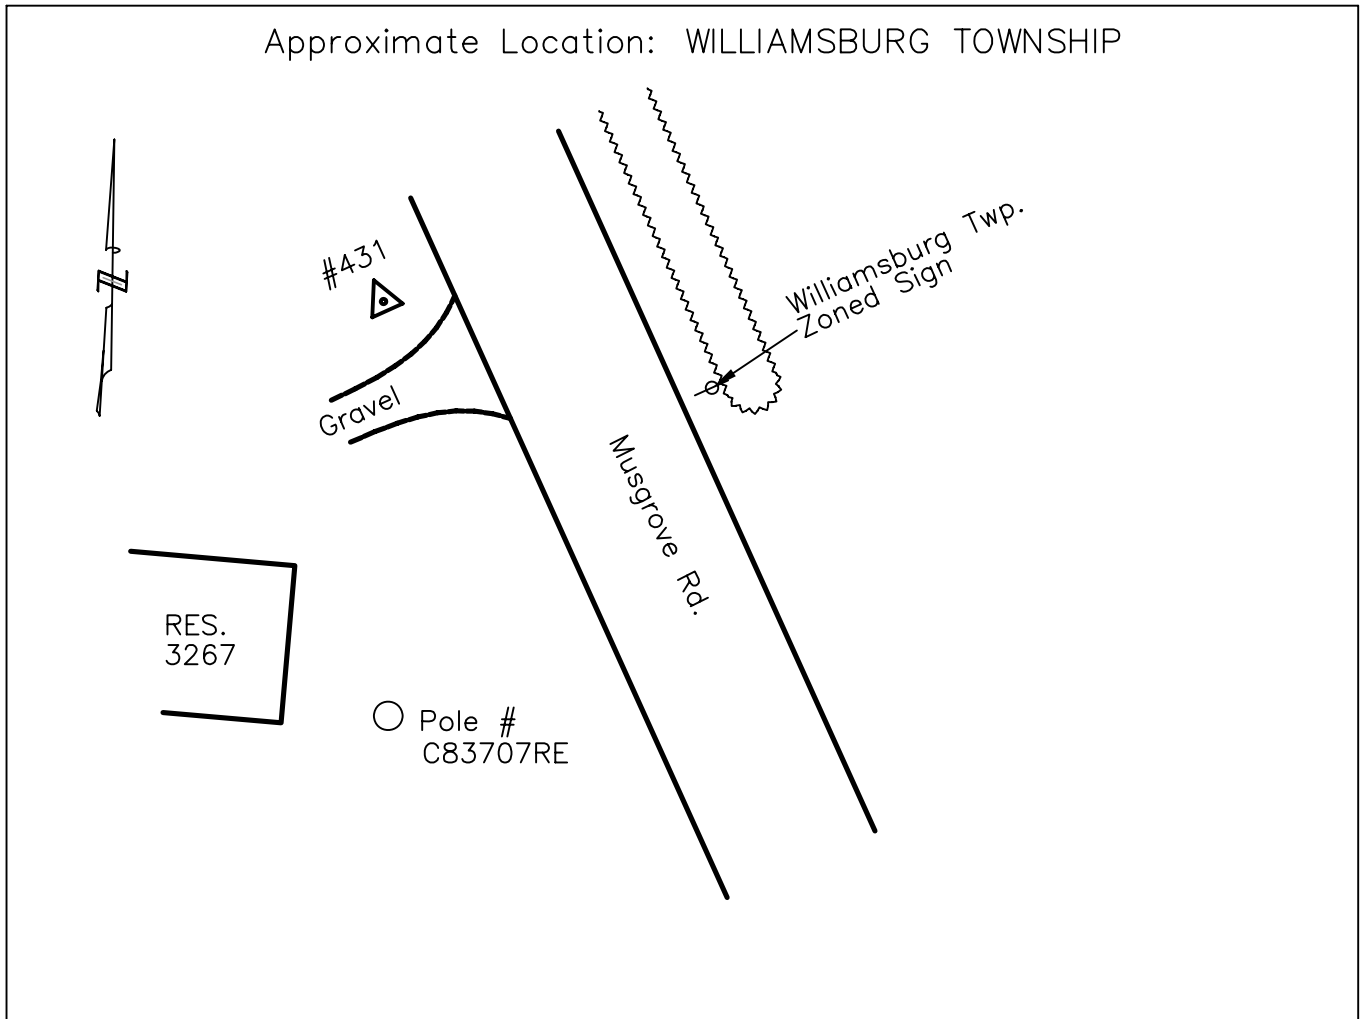 Approximate Location: WILLIAMSBURG TOWNSHIP
N
#431
Williamsburg Twp.
Zoned Sign
Gravel
Musgrove Rd.
RES.
3267
Pole #
C83707RE